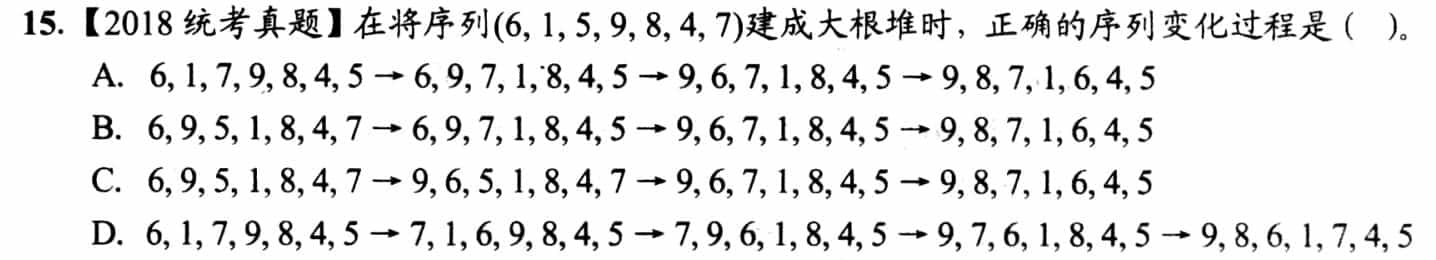 15.【2018 统考真题】在将序列(6, 1, 5, 9, 8, 4, 7)建成大根堆时，正确的序列变化过程是 (   )。
A. 6, 1, 7, 9, 8, 4, 5 → 6, 9, 7, 1, 8, 4, 5 → 9, 6, 7, 1, 8, 4, 5 → 9, 8, 7, 1, 6, 4, 5
B. 6, 9, 5, 1, 8, 4, 7 → 6, 9, 7, 1, 8, 4, 5 → 9, 6, 7, 1, 8, 4, 5 → 9, 8, 7, 1, 6, 4, 5
C. 6, 9, 5, 1, 8, 4, 7 → 9, 6, 5, 1, 8, 4, 7 → 9, 6, 7, 1, 8, 4, 5 → 9, 8, 7, 1, 6, 4, 5
D. 6, 1, 7, 9, 8, 4, 5 → 7, 1, 6, 9, 8, 4, 5 → 7, 9, 6, 1, 8, 4, 5 → 9, 7, 6, 1, 8, 4, 5 → 9, 8, 6, 1, 7, 4, 5